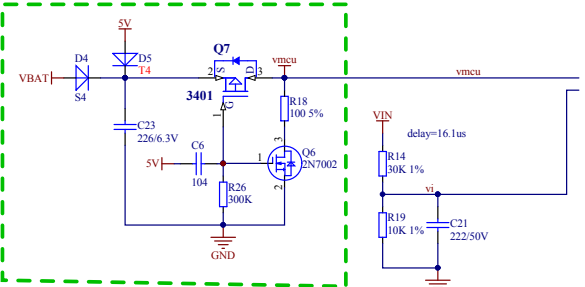 5V
Q7
D4
D5
T4
VBAT
S4
2
S
D
3
vmcu
vmcu
3401
G
1
R18
100 5%
C23
226/6.3V
VIN
delay=16.1us
C6
3
Q6
5V
1
2N7002
104
2
R26
300K
R14
30K 1%
vi
R19
10K 1%
C21
222/50V
GND